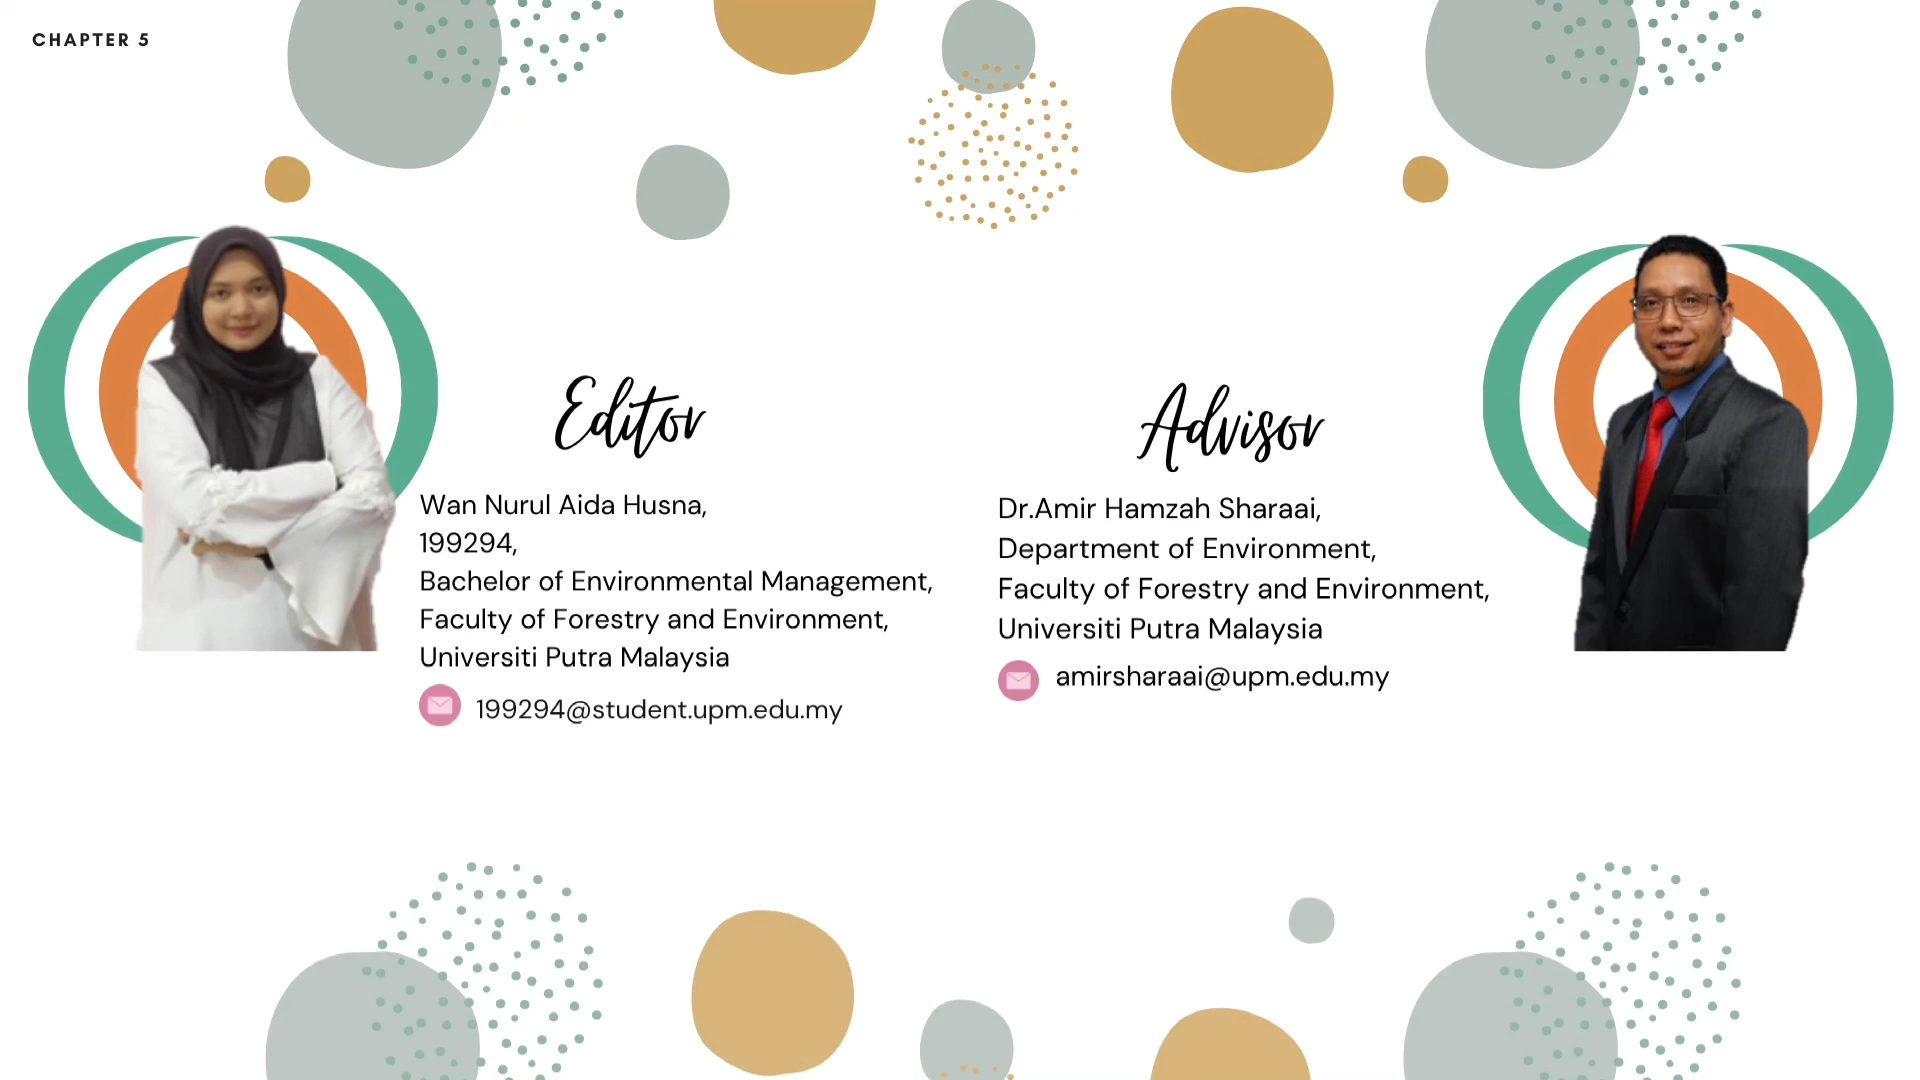 CHAPTER 5
Editor
Wan Nurul Aida Husna,
199294,
Bachelor of Environmental Management,
Faculty of Forestry and Environment,
Universiti Putra Malaysia
199294@student.upm.edu.my
Advisor
Dr.Amir Hamzah Sharaai,
Department of Environment,
Faculty of Forestry and Environment,
Universiti Putra Malaysia
amirsharaai@upm.edu.my